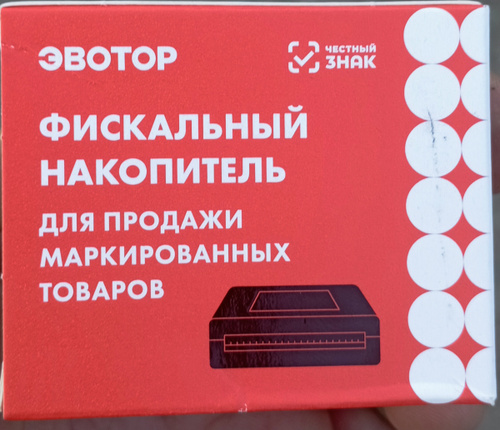 ЭВОТОР
ЧЕСТНЫЙ
ЗНАК
ФИСКАЛЬНЫЙ
НАКОПИТЕЛЬ
ДЛЯ ПРОДАЖИ
МАРКИРОВАННЫХ
ТОВАРОВ